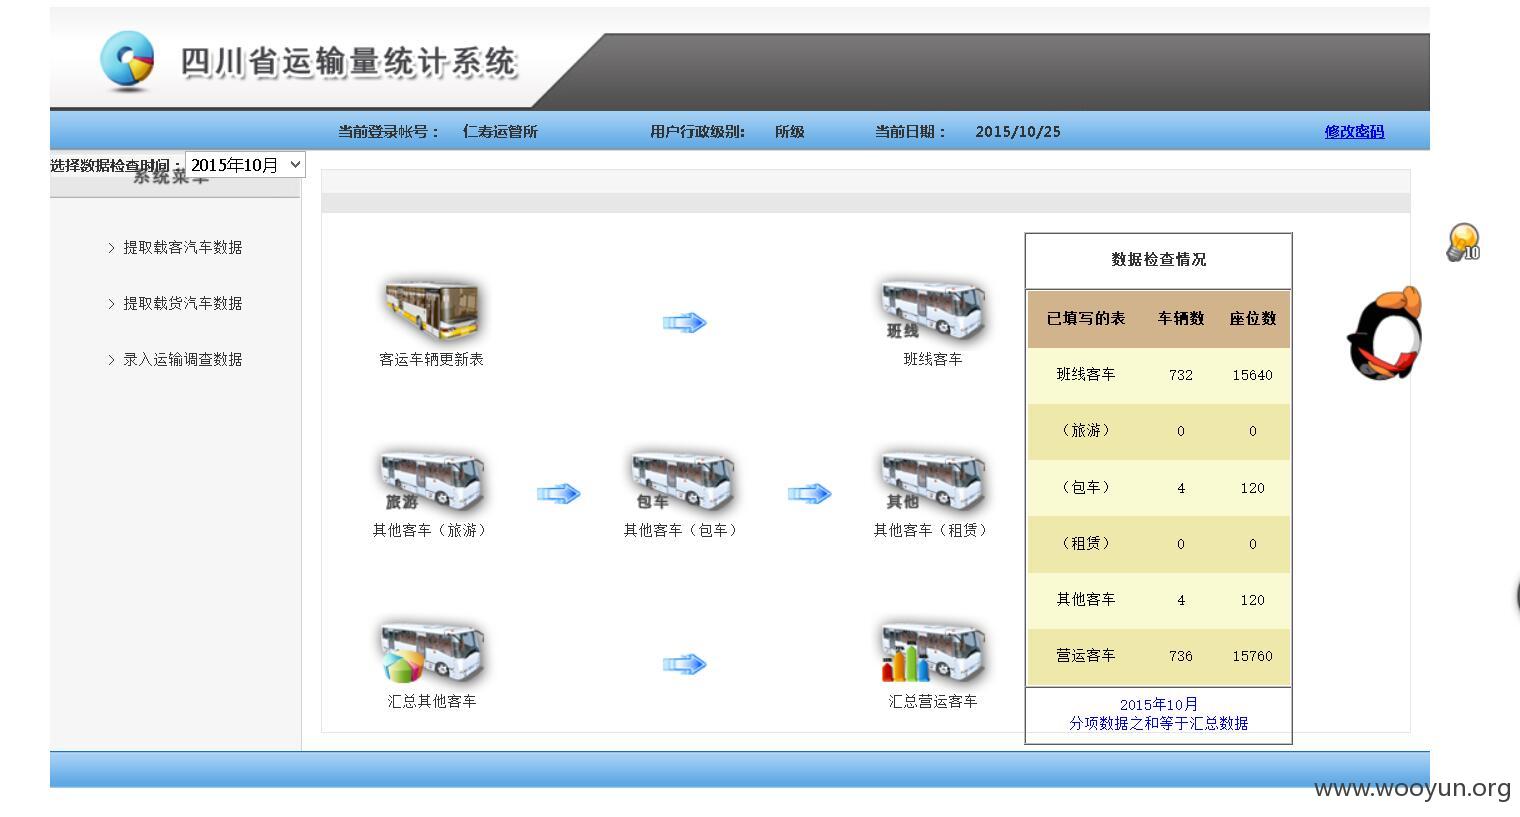 四川省运输量统计系统
当前登录帐号： 仁寿运管所 用户行政级别: 所级 当前日期： 2015/10/25 修改密码
选择数据检查时间： 2015年10月
系统菜单
> 提取载客汽车数据
> 提取载货汽车数据
> 录入运输调查数据
客运车辆更新表
班线
班线客车
旅游
其他客车（旅游）
包车
其他客车（包车）
其他
其他客车（租赁）
汇总其他客车
汇总营运客车
数据检查情况
已填写的表 车辆数 座位数
班线客车 732 15640
（旅游） 0 0
（包车） 4 120
（租赁） 0 0
其他客车 4 120
营运客车 736 15760
2015年10月
分项数据之和等于汇总数据
10
www.wooyun.org